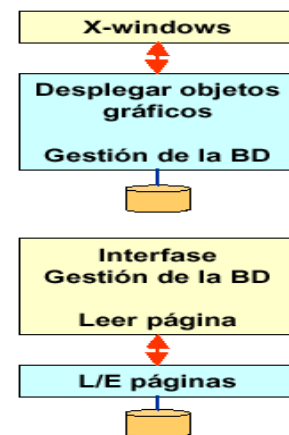 X-windows
Desplegar objetos
gráficos
Gestión de la BD
Interfase
Gestión de la BD
Leer página
L/E páginas